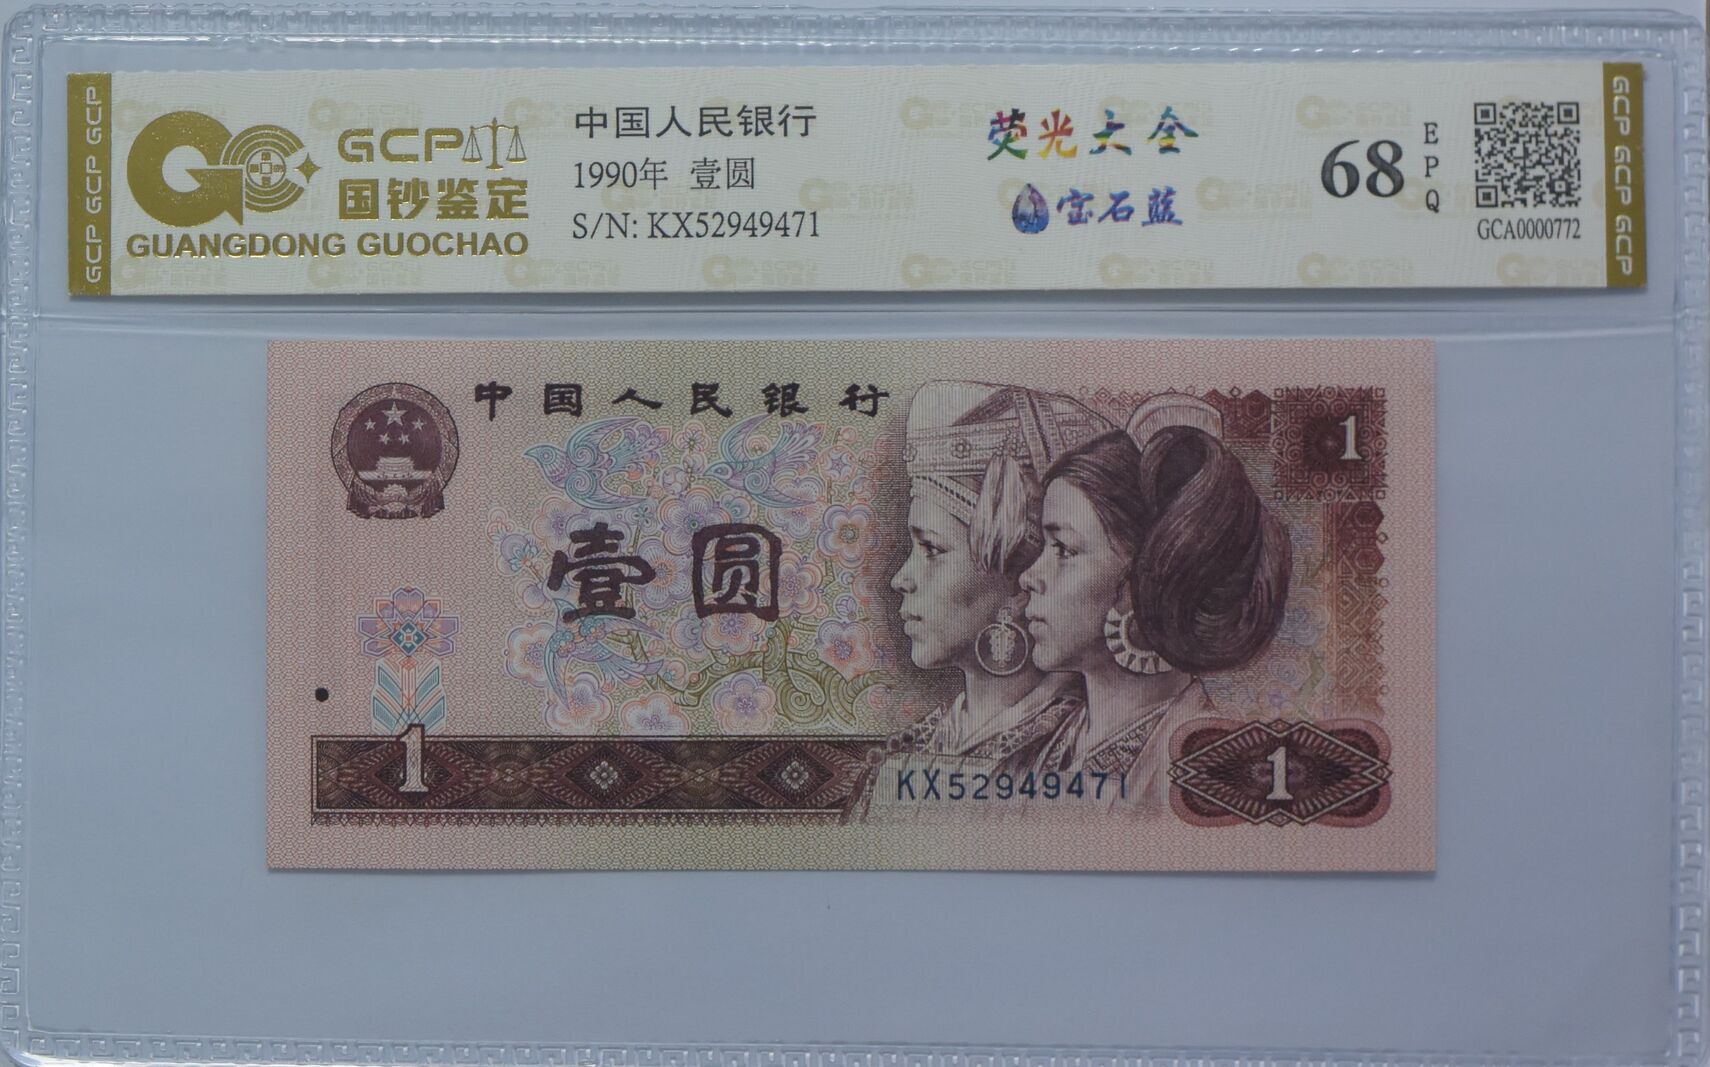 GCP GCP GCP GCP
GCP
国钞鉴定
GUANGDONG GUOCHAO
中国人民银行
1990年 壹圆
S/N: KX52949471
荧光大全
宝石蓝
68
EPQ
GCA0000772
GCP GCP GCP GCP
中国人民银行
1
壹圆
1
KX52949471
1